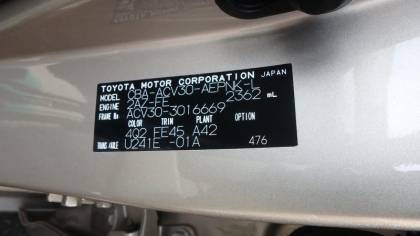 TOYOTA MOTOR CORPORATION JAPAN
MODEL CBA-ACV30-AEPNK-I
ENGINE 2AZ-FE 2362 mL
FRAME No ACV30-3016669
COLOR TRIM PLANT OPTION
4Q2 FE45 A42
TRANS/AXLE U241E -01A 476